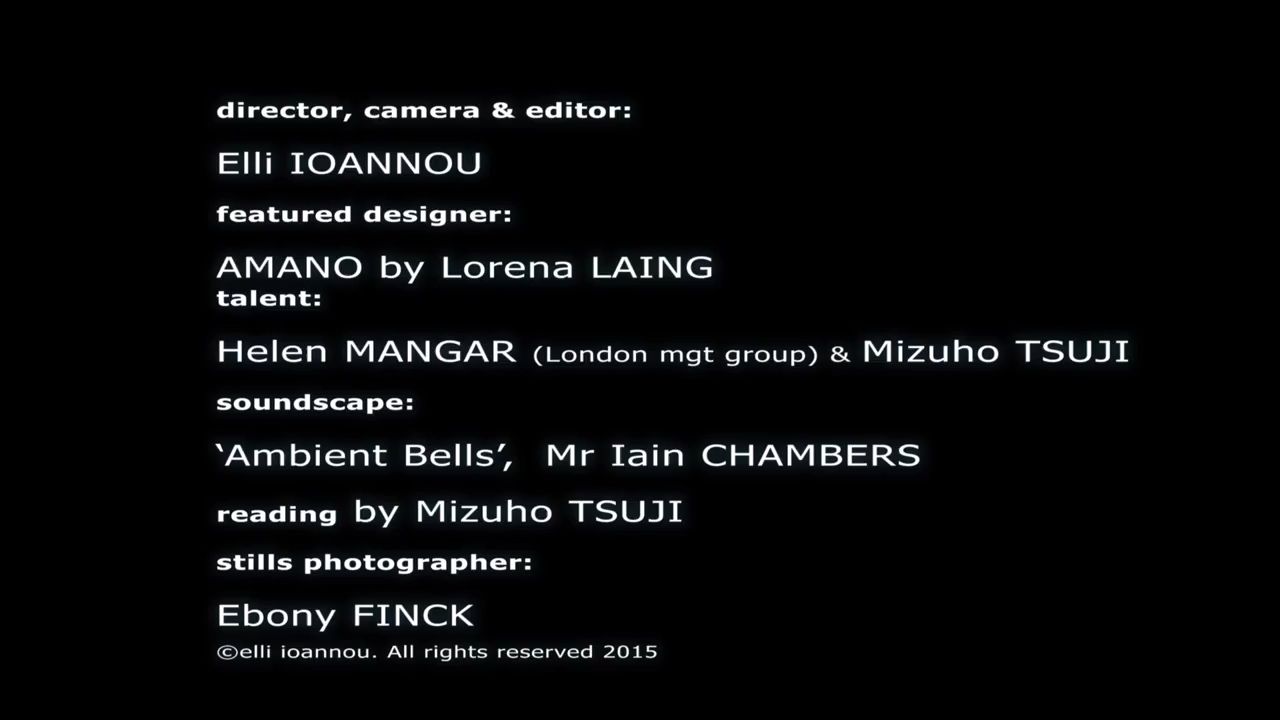 director, camera & editor:
Elli IOANNOU
featured designer:
AMANO by Lorena LAING
talent:
Helen MANGAR (London mgt group) & Mizuho TSUJI
soundscape:
‘Ambient Bells’,  Mr Iain CHAMBERS
reading by Mizuho TSUJI
stills photographer:
Ebony FINCK
©elli ioannou. All rights reserved 2015